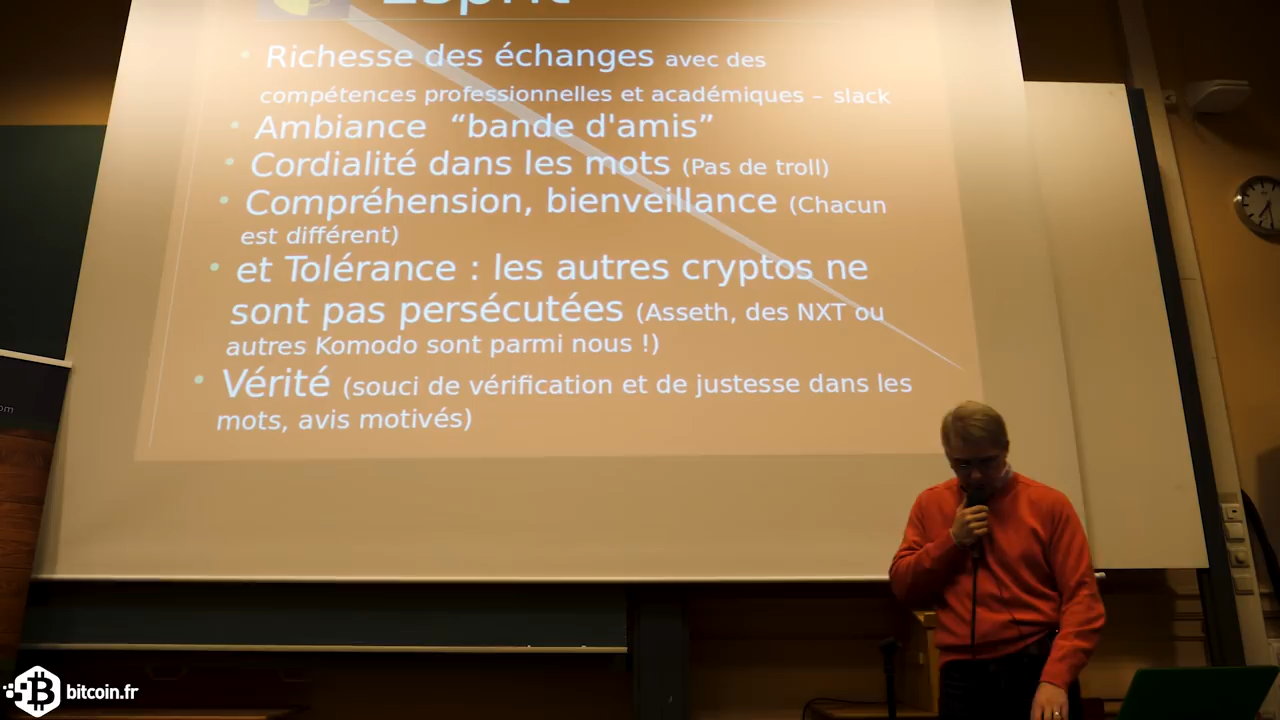 Esprit
• Richesse des échanges avec des
compétences professionnelles et académiques – slack
• Ambiance “bande d'amis”
• Cordialité dans les mots (Pas de troll)
• Compréhension, bienveillance (Chacun
est différent)
• et Tolérance : les autres cryptos ne
sont pas persécutées (Asseth, des NXT ou
autres Komodo sont parmi nous !)
• Vérité (souci de vérification et de justesse dans les
mots, avis motivés)
om
bitcoin.fr